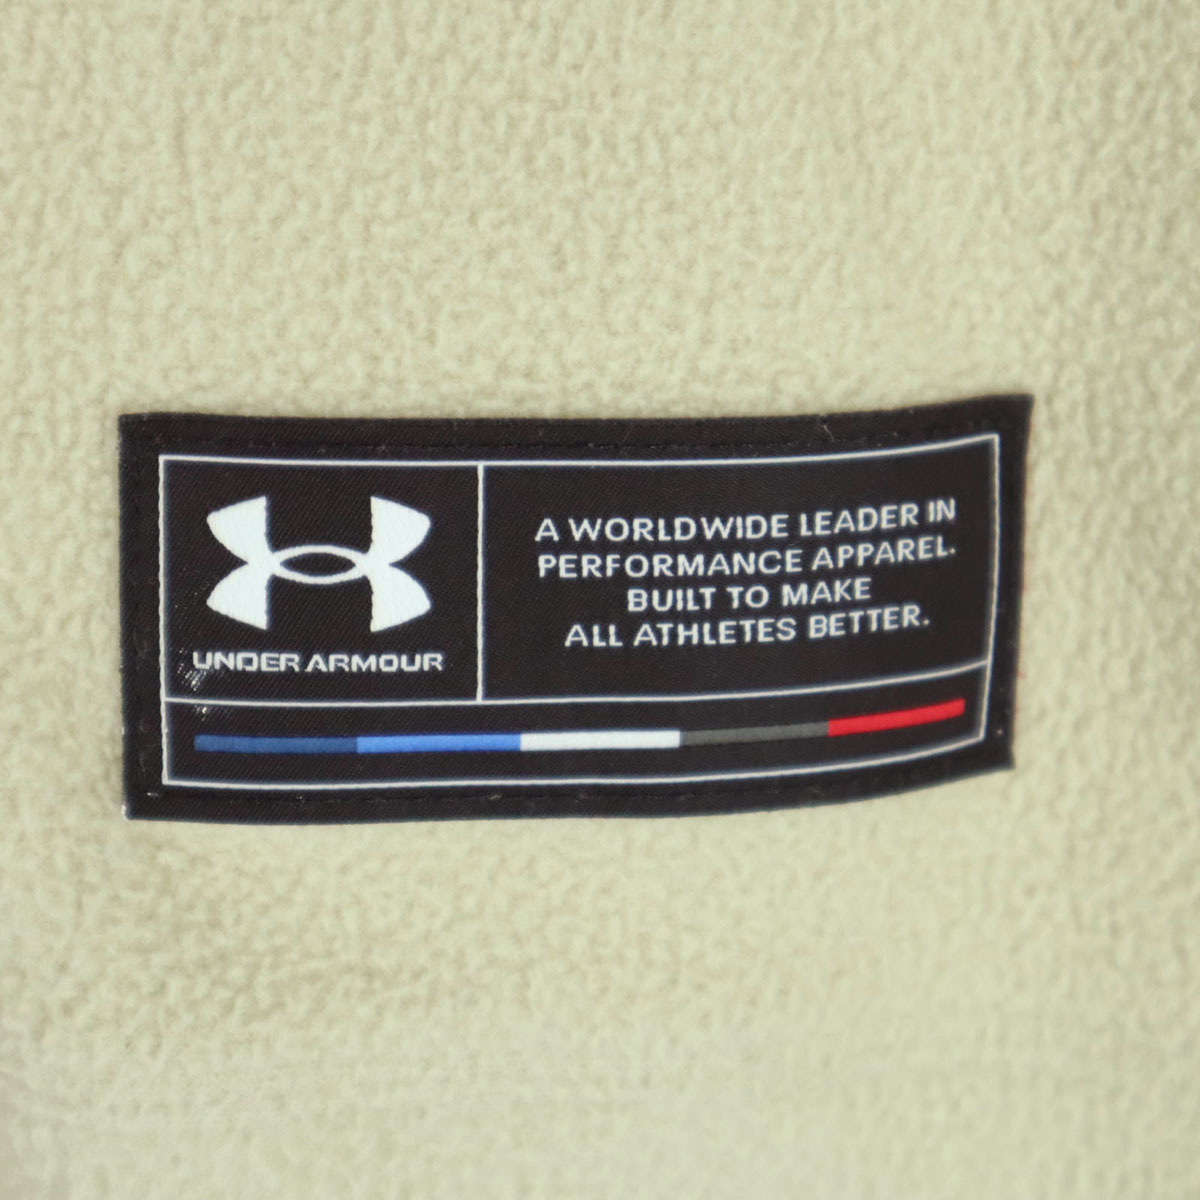 UNDER ARMOUR
A WORLDWIDE LEADER IN
PERFORMANCE APPAREL.
BUILT TO MAKE
ALL ATHLETES BETTER.